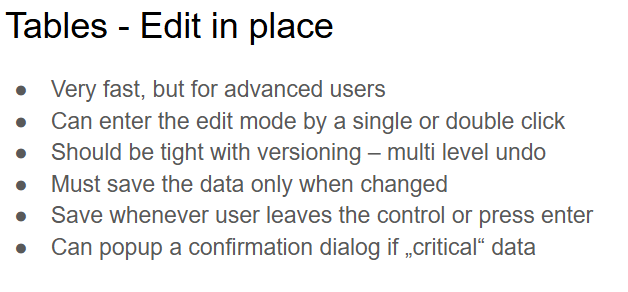 Tables - Edit in place
● Very fast, but for advanced users
● Can enter the edit mode by a single or double click
● Should be tight with versioning – multi level undo
● Must save the data only when changed
● Save whenever user leaves the control or press enter
● Can popup a confirmation dialog if „critical“ data